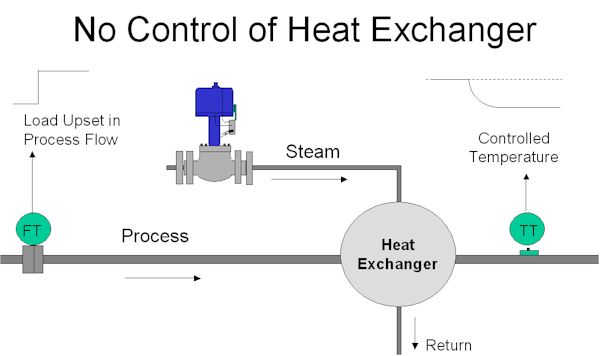 No Control of Heat Exchanger
Load Upset in
Process Flow
Steam
Controlled
Temperature
FT
Process
Heat
Exchanger
TT
Return